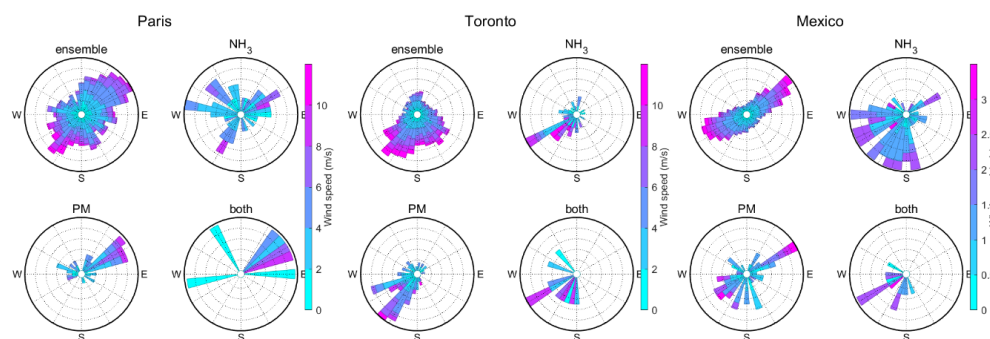 Paris Toronto Mexico
ensemble NH3 ensemble NH3 ensemble NH3
W E W E W E W E W E W
S S S S S S
10
8
6
4
2
0
Wind speed (m/s)
10
8
6
4
2
0
Wind speed (m/s)
3
2
1
0
PM both PM both PM both
W E W E W E W E W E W E
S S S S S S